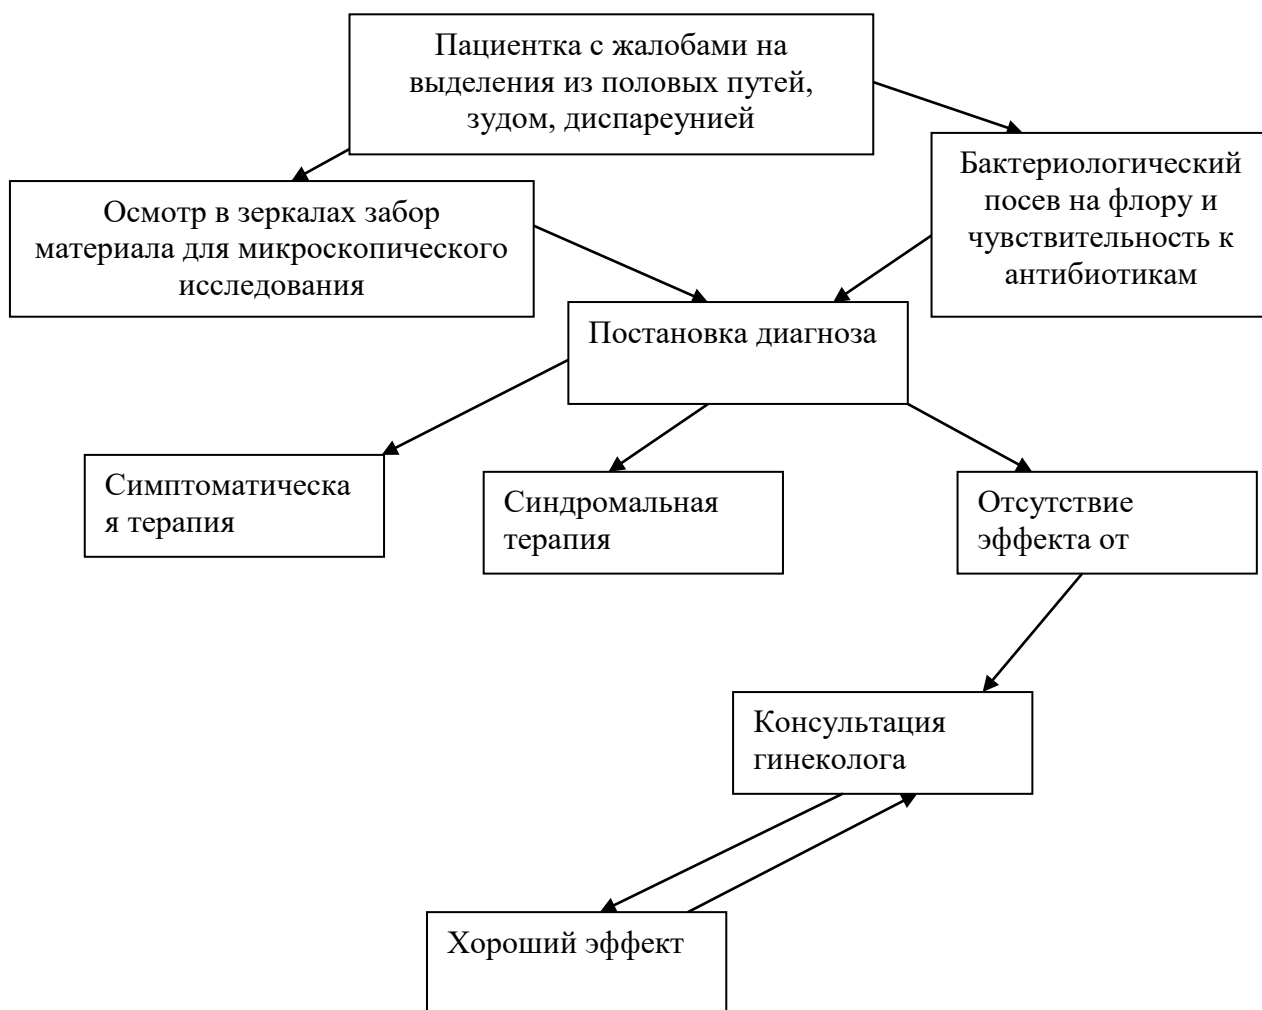 Пациентка с жалобами на
выделения из половых путей,
зудом, диспареунией
Бактериологический
посев на флору и
чувствительность к
антибиотикам
Осмотр в зеркалах забор
материала для микроскопического
исследования
Постановка диагноза
Симптоматическа
я терапия
Синдромальная
терапия
Отсутствие
эффекта от
Консультация
гинеколога
Хороший эффект